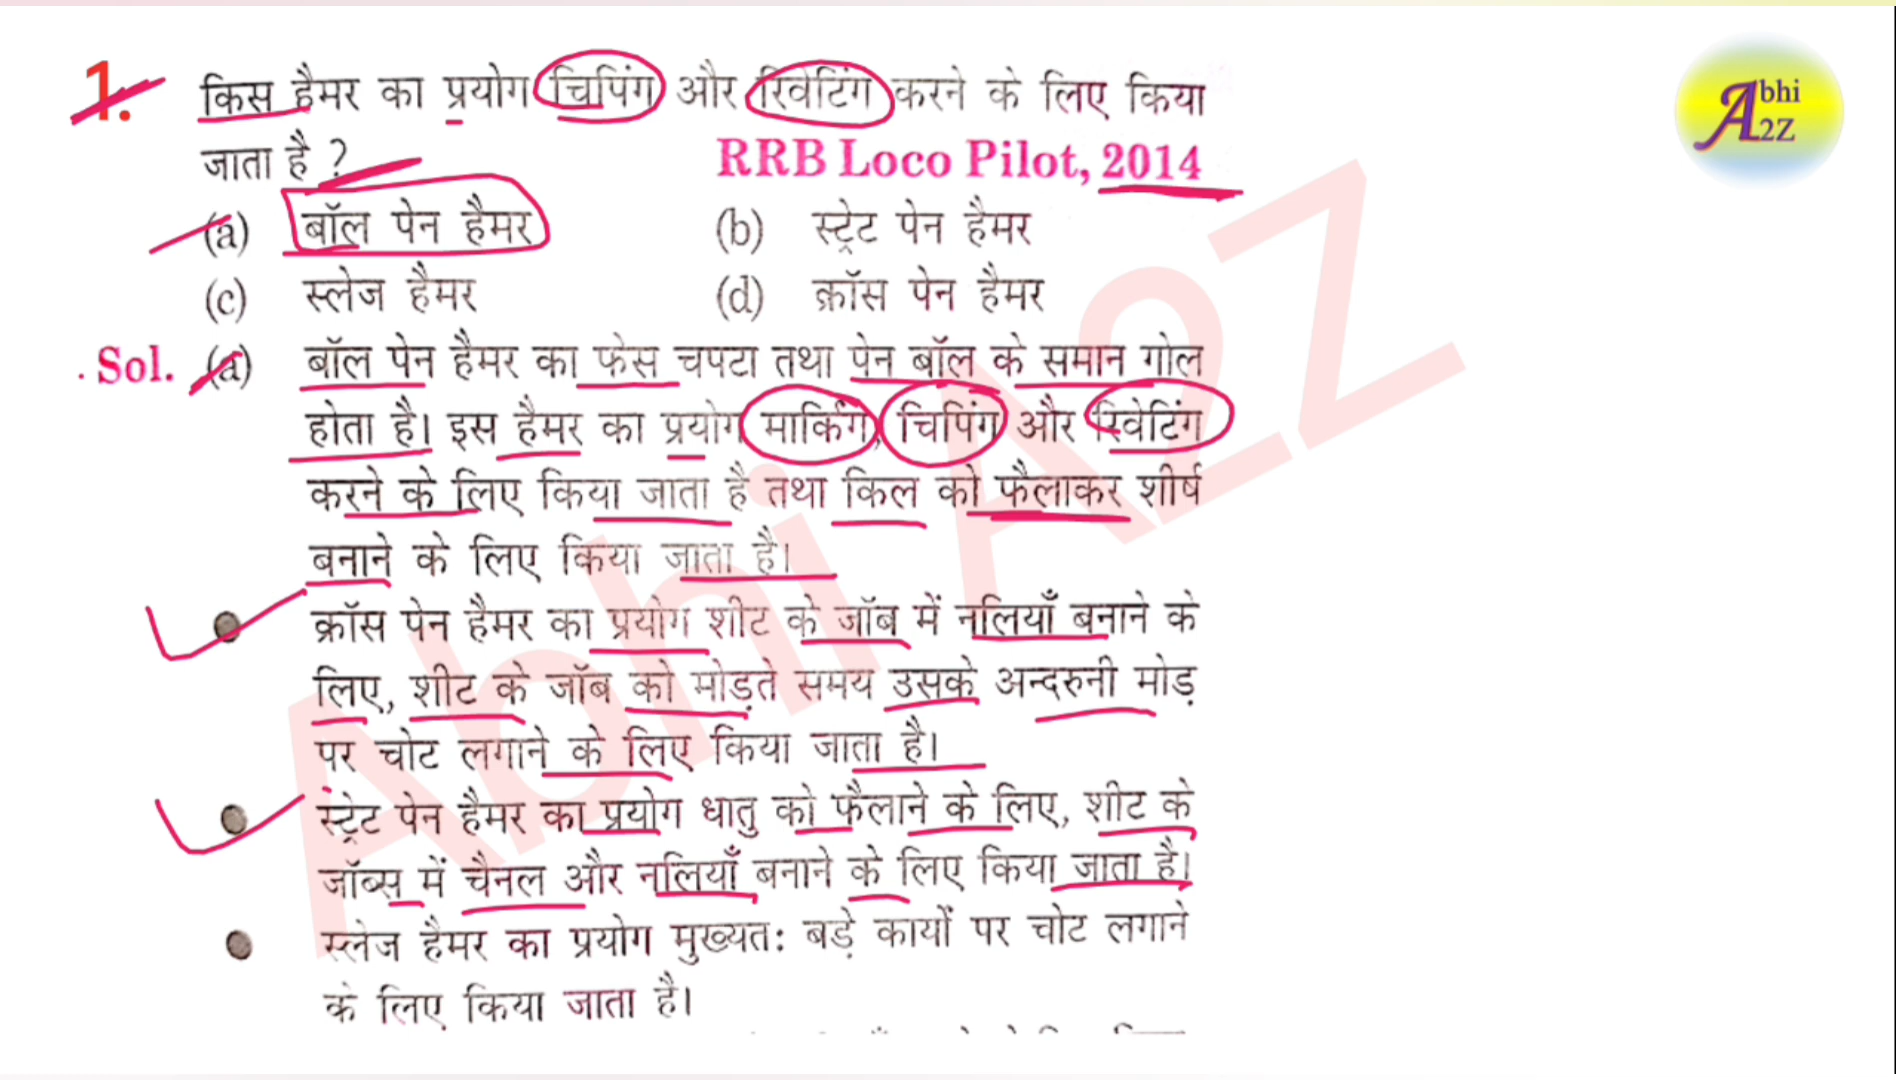 1. किस हैमर का प्रयोग चिपिंग और रिवेटिंग करने के लिए किया
जाता है ? RRB Loco Pilot, 2014
(a) बॉल पेन हैमर (b) स्ट्रेट पेन हैमर
(c) स्लेज हैमर (d) क्रॉस पेन हैमर
Sol. (a) बॉल पेन हैमर का फेस चपटा तथा पेन बॉल के समान गोल
होता है। इस हैमर का प्रयोग मार्किंग, चिपिंग और रिवेटिंग
करने के लिए किया जाता है तथा किल को फैलाकर शीर्ष
बनाने के लिए किया जाता है।
● क्रॉस पेन हैमर का प्रयोग शीट के जॉब में नलियाँ बनाने के
लिए, शीट के जॉब को मोड़ते समय उसके अन्दरुनी मोड़
पर चोट लगाने के लिए किया जाता है।
● स्ट्रेट पेन हैमर का प्रयोग धातु को फैलाने के लिए, शीट के
जॉब्स में चैनल और नलियाँ बनाने के लिए किया जाता है।
● स्लेज हैमर का प्रयोग मुख्यत: बड़े कार्यों पर चोट लगाने
के लिए किया जाता है।
Abhi A2Z
Abhi A2Z